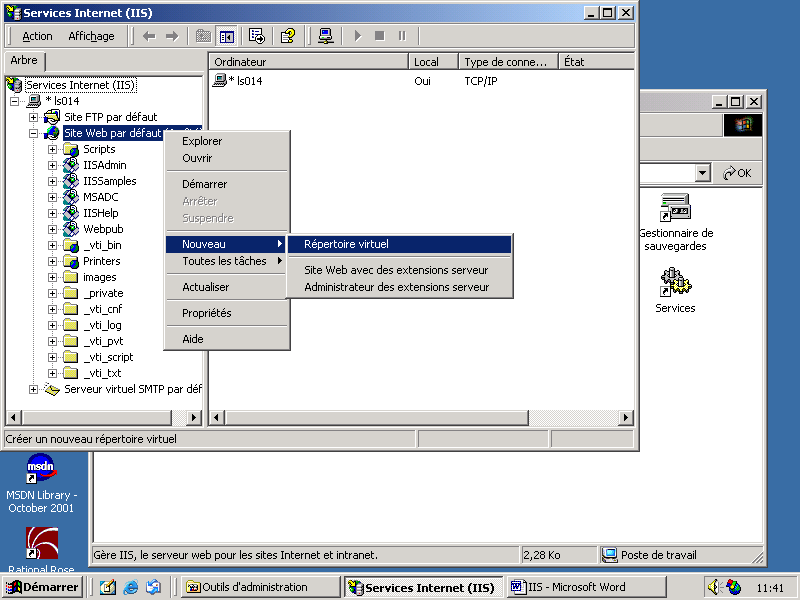 Services Internet (IIS)
Action Affichage
Arbre
Services Internet (IIS)
* ls014
Site FTP par défaut
Site Web par défaut
Scripts
IISAdmin
IISSamples
MSADC
IISHelp
Webpub
_vti_bin
Printers
images
_private
_vti_cnf
_vti_log
_vti_pvt
_vti_script
_vti_txt
Serveur virtuel SMTP par déf
Ordinateur Local Type de conne... État
* ls014 Oui TCP/IP
Explorer
Ouvrir
Démarrer
Arrêter
Suspendre
Nouveau
Toutes les tâches
Actualiser
Propriétés
Aide
Répertoire virtuel
Site Web avec des extensions serveur
Administrateur des extensions serveur
Créer un nouveau répertoire virtuel
OK
Gestionnaire de
sauvegardes
Services
Gère IIS, le serveur web pour les sites Internet et intranet. 2,28 Ko Poste de travail
msdn
MSDN Library -
October 2001
Rational Rose
Démarrer Outils d'administration Services Internet (IIS) IIS - Microsoft Word 11:41